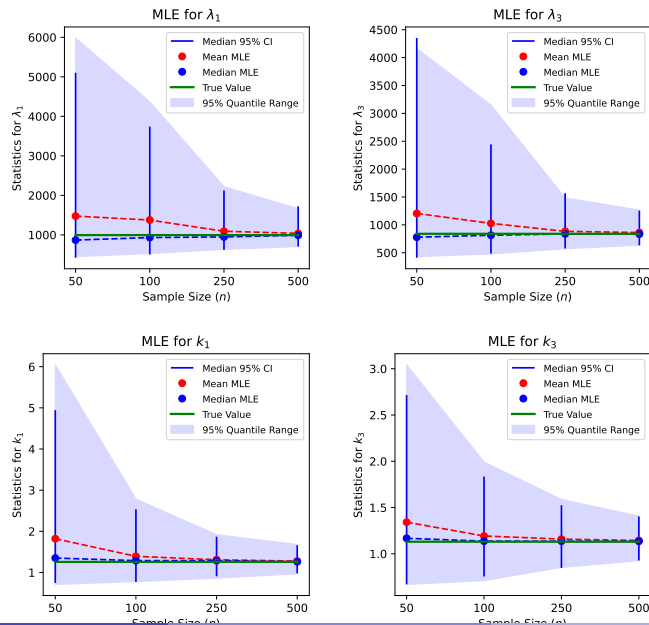 MLE for λ1
6000
5000
4000
3000
2000
1000
Statistics for λ1
Median 95% CI
Mean MLE
Median MLE
True Value
95% Quantile Range
50 100 250 500
Sample Size (n)
MLE for λ3
4500
4000
3500
3000
2500
2000
1500
1000
500
Statistics for λ3
Median 95% CI
Mean MLE
Median MLE
True Value
95% Quantile Range
50 100 250 500
Sample Size (n)
MLE for k1
6
5
4
3
2
1
Statistics for k1
Median 95% CI
Mean MLE
Median MLE
True Value
95% Quantile Range
50 100 250 500
Sample Size (n)
MLE for k3
3.0
2.5
2.0
1.5
1.0
Statistics for k3
Median 95% CI
Mean MLE
Median MLE
True Value
95% Quantile Range
50 100 250 500
Sample Size (n)